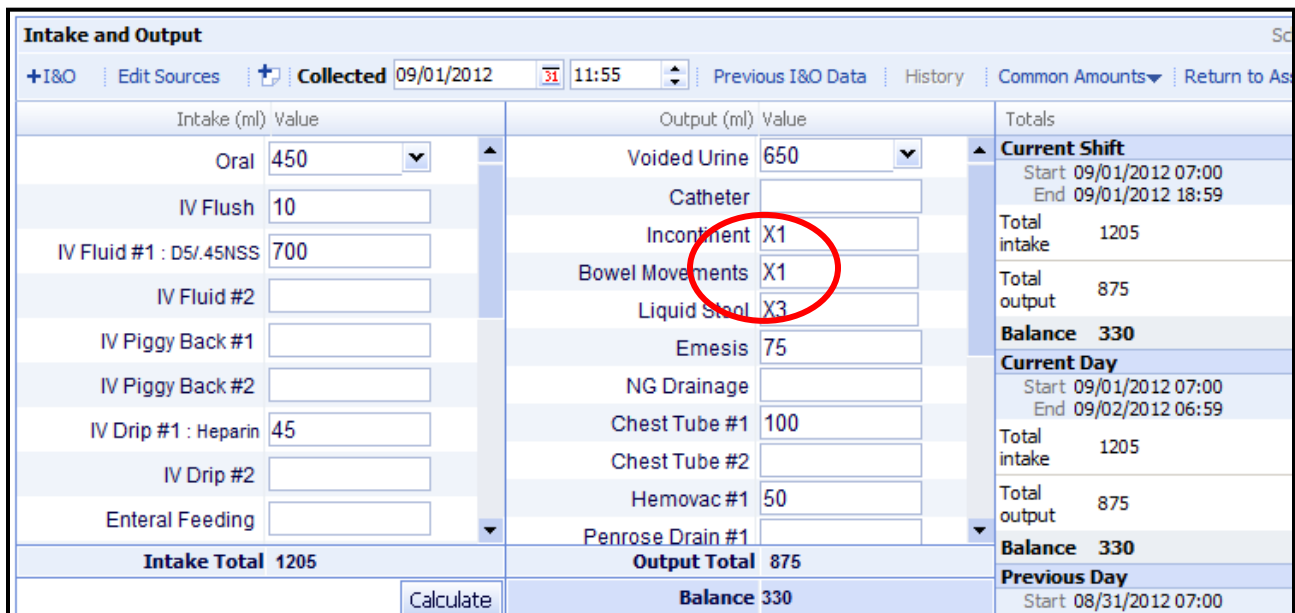 Intake and Output Sc
+I&O Edit Sources Collected 09/01/2012 31 11:55 Previous I&O Data History Common Amounts Return to Ass
Intake (ml) Value
Oral 450
IV Flush 10
IV Fluid #1 : D5/.45NSS 700
IV Fluid #2
IV Piggy Back #1
IV Piggy Back #2
IV Drip #1 : Heparin 45
IV Drip #2
Enteral Feeding
Intake Total 1205
Calculate
Output (ml) Value
Voided Urine 650
Catheter
Incontinent X1
Bowel Movements X1
Liquid Stool X3
Emesis 75
NG Drainage
Chest Tube #1 100
Chest Tube #2
Hemovac #1 50
Penrose Drain #1
Output Total 875
Balance 330
Totals
Current Shift
Start 09/01/2012 07:00
End 09/01/2012 18:59
Total
intake 1205
Total
output 875
Balance 330
Current Day
Start 09/01/2012 07:00
End 09/02/2012 06:59
Total
intake 1205
Total
output 875
Balance 330
Previous Day
Start 08/31/2012 07:00